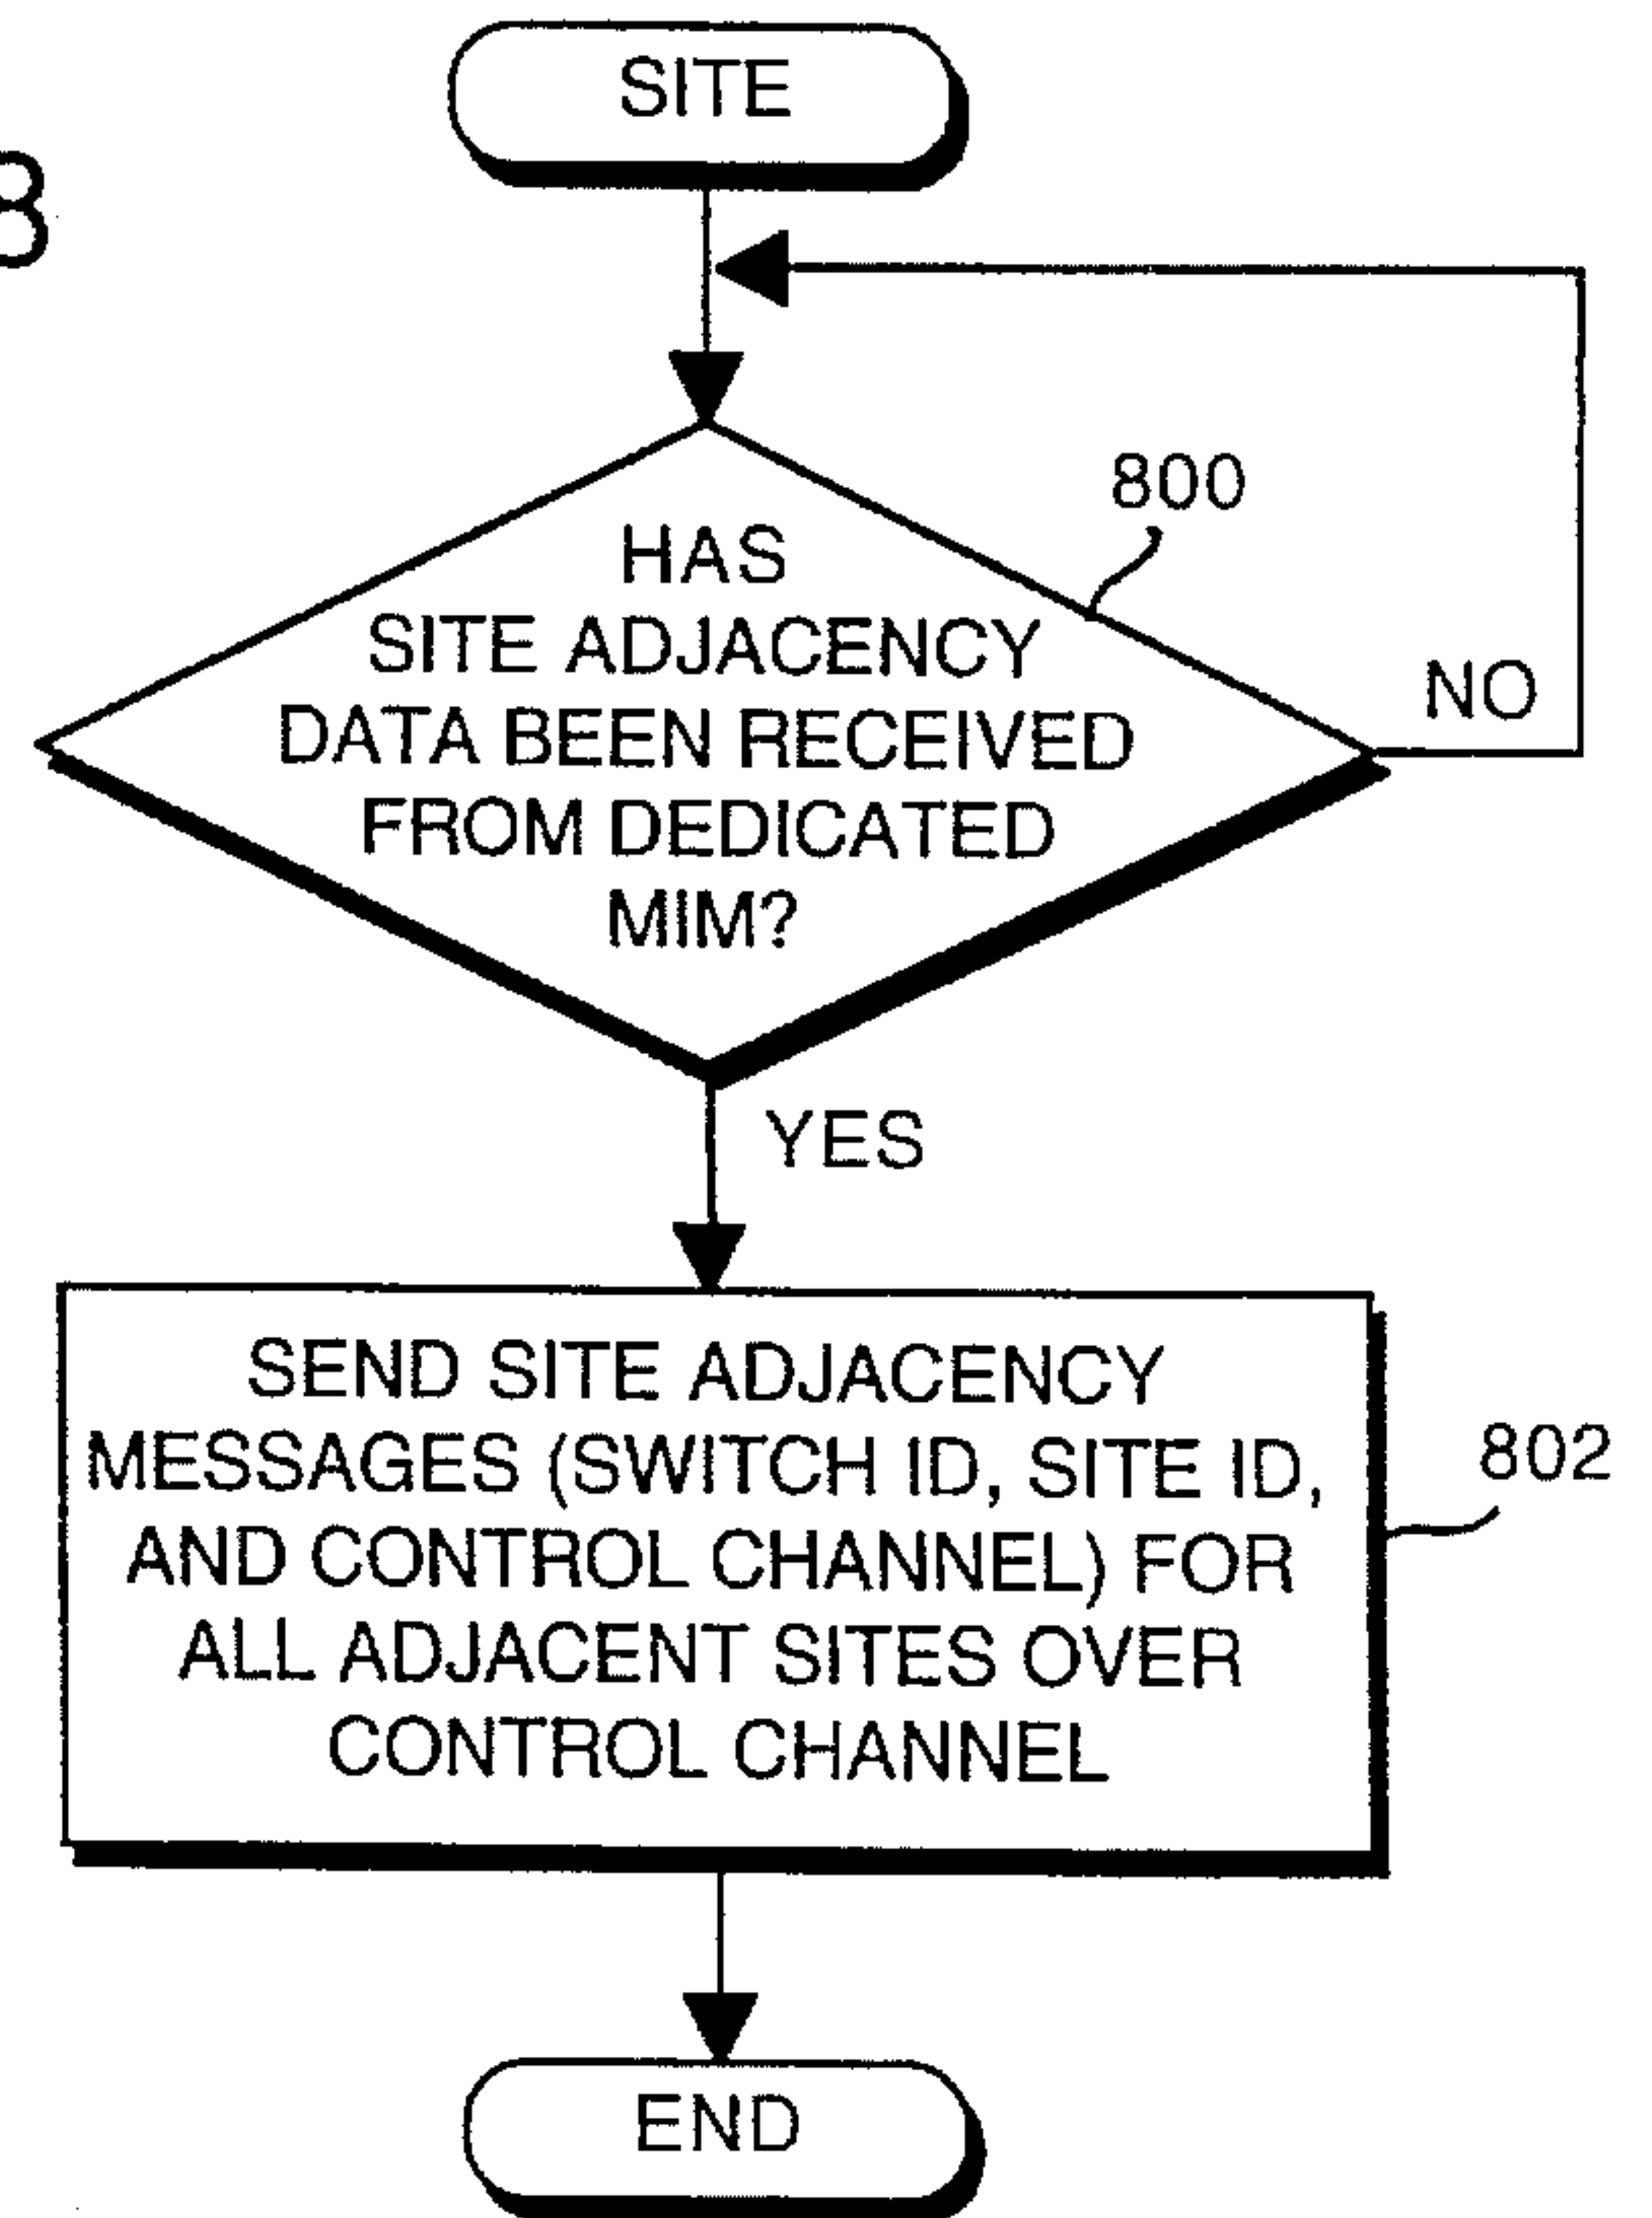 SITE
8
800
HAS
SITE ADJACENCY
DATA BEEN RECEIVED
FROM DEDICATED
MIM?
NO
YES
SEND SITE ADJACENCY
MESSAGES (SWITCH ID, SITE ID,
AND CONTROL CHANNEL) FOR
ALL ADJACENT SITES OVER
CONTROL CHANNEL
802
END